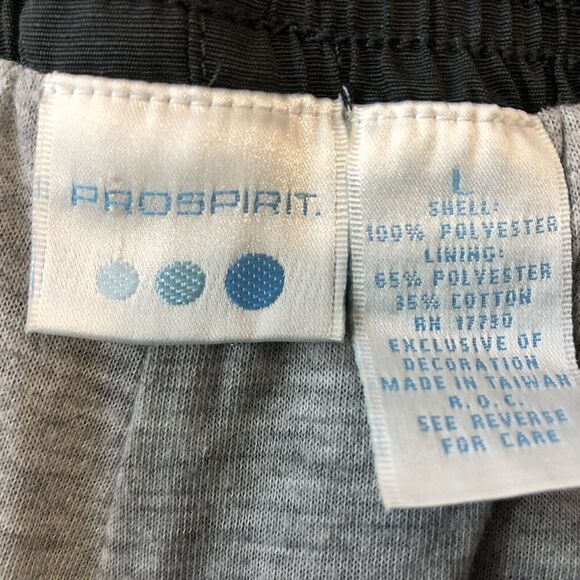 PROSPIRIT.
L
SHELL:
100% POLYESTER
LINING:
65% POLYESTER
35% COTTON
RN 17730
EXCLUSIVE OF
DECORATION
MADE IN TAIWAN
R.O.C.
SEE REVERSE
FOR CARE